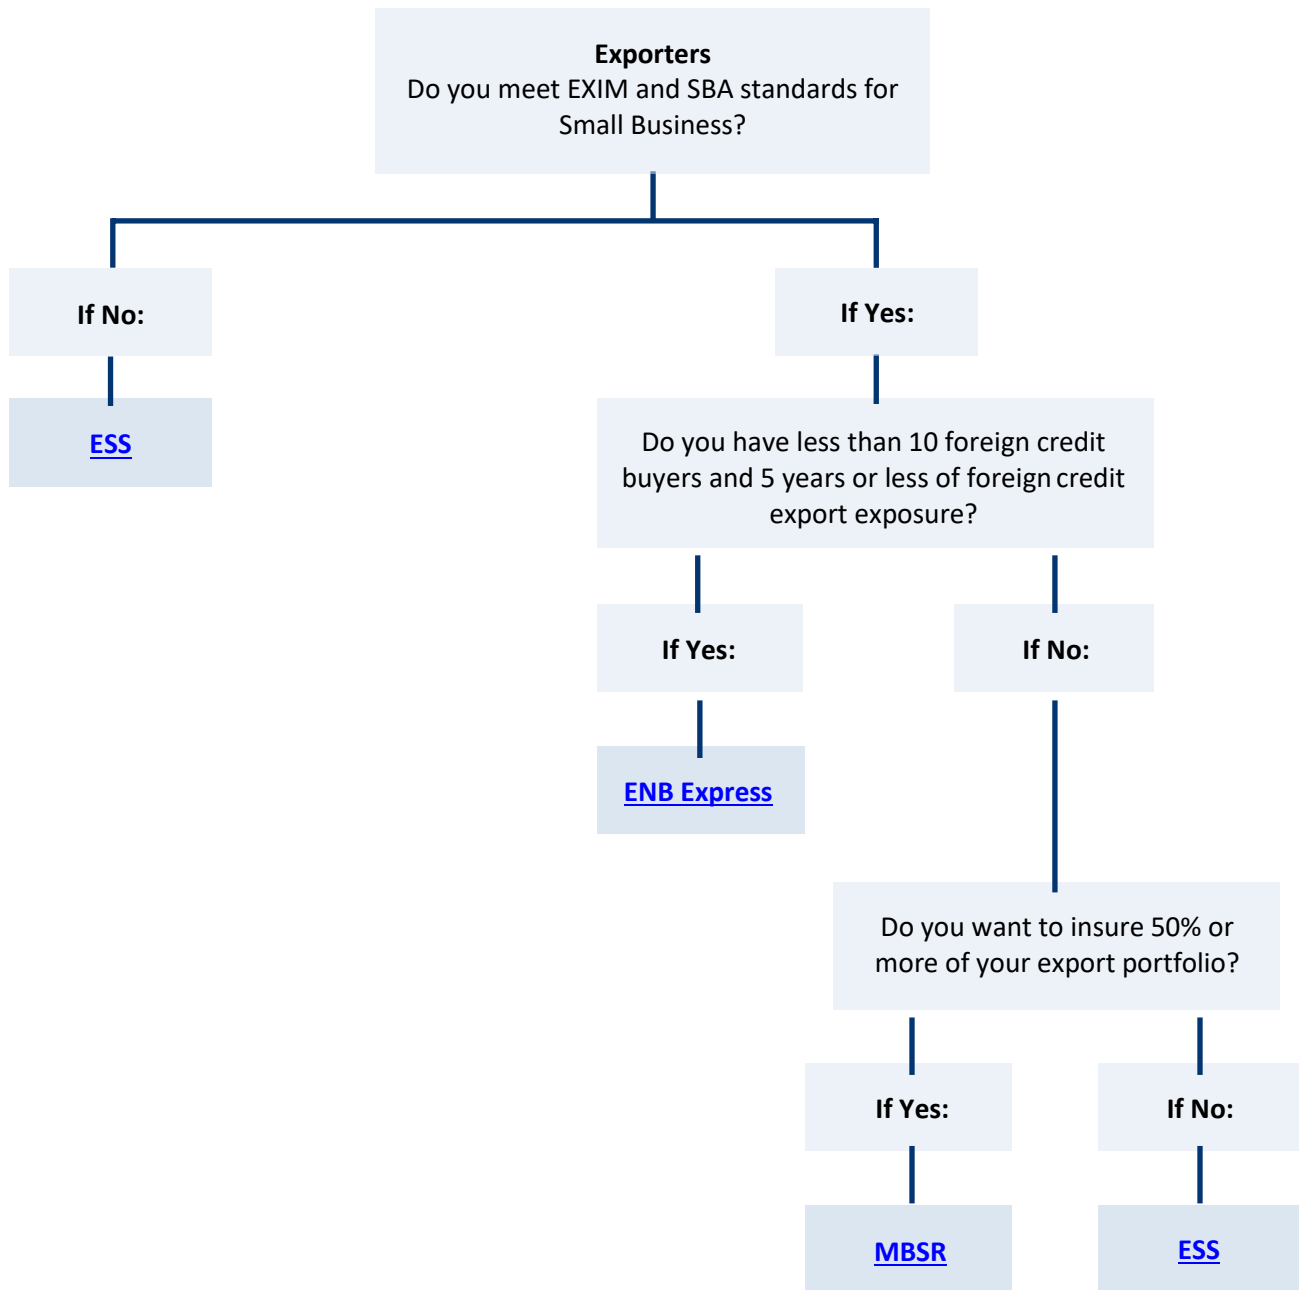 Exporters
Do you meet EXIM and SBA standards for
Small Business?
If No:
If Yes:
ESS
Do you have less than 10 foreign credit
buyers and 5 years or less of foreign credit
export exposure?
If Yes:
If No:
ENB Express
Do you want to insure 50% or
more of your export portfolio?
If Yes:
If No:
MBSR
ESS